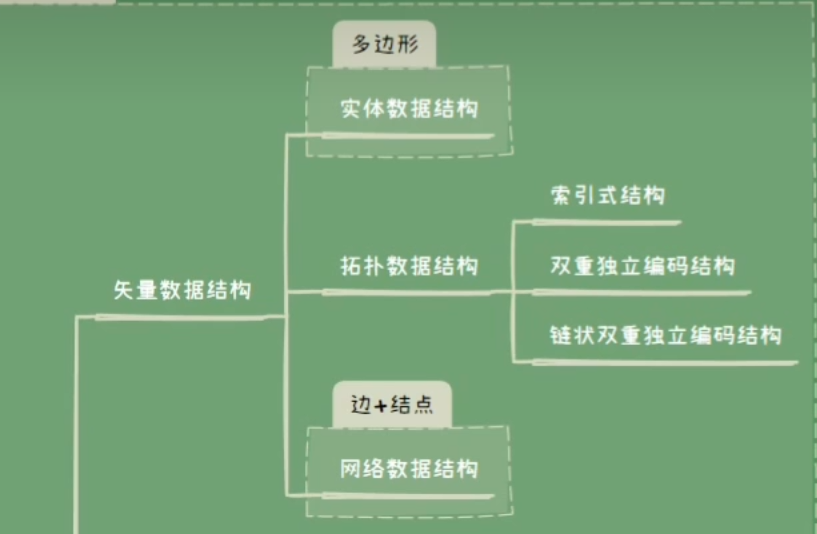 多边形
实体数据结构
索引式结构
拓扑数据结构
双重独立编码结构
矢量数据结构
链状双重独立编码结构
边+结点
网络数据结构